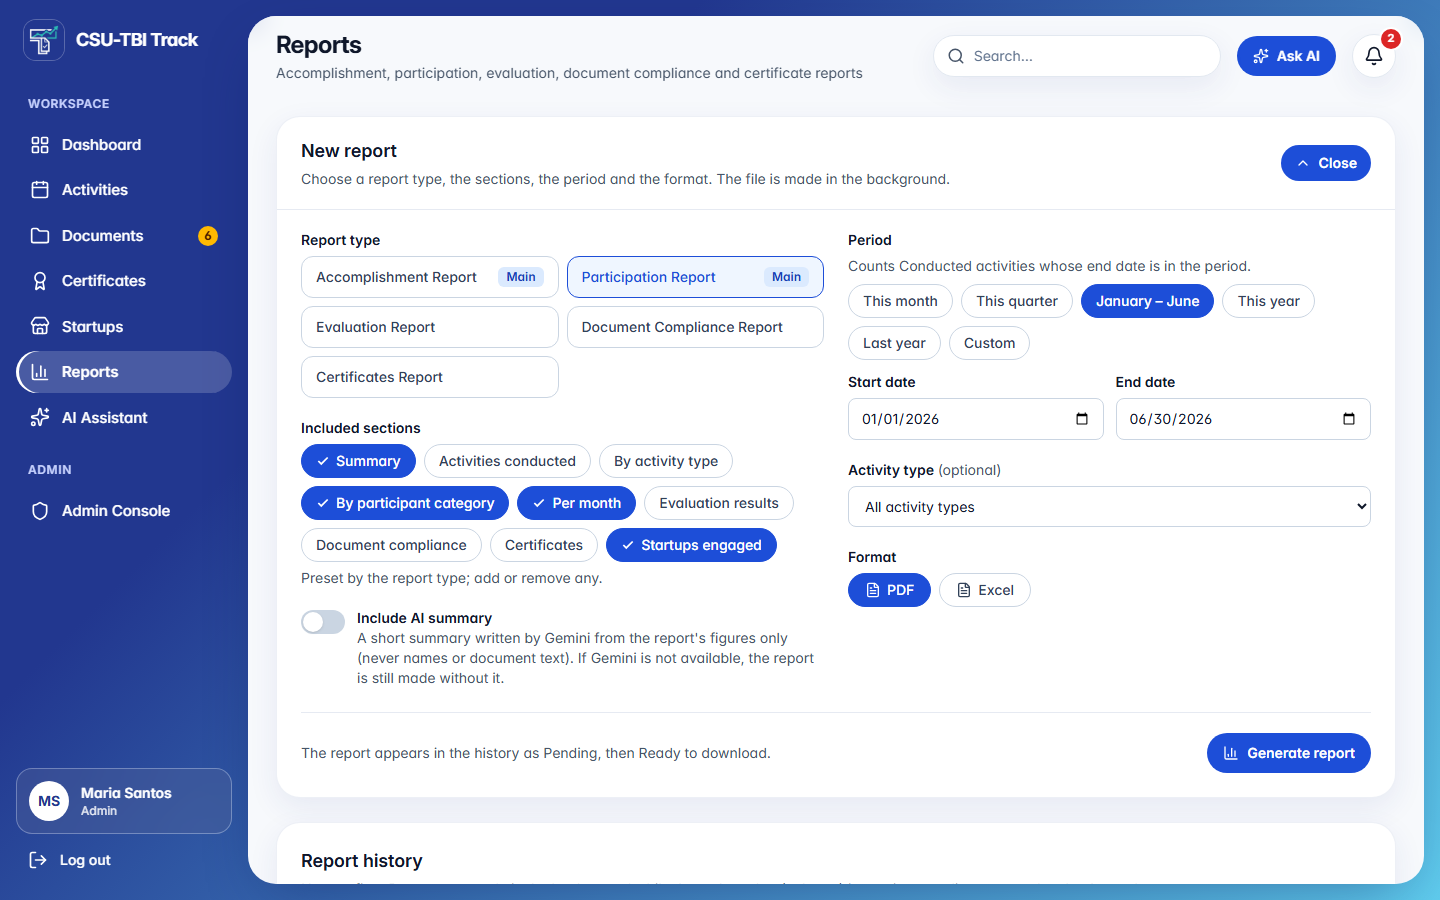 CSU-TBI Track
WORKSPACE
Dashboard
Activities
Documents
6
Certificates
Startups
Reports
AI Assistant
ADMIN
Admin Console
MS
Maria Santos
Admin
Log out
Reports
Accomplishment, participation, evaluation, document compliance and certificate reports
Search...
Ask AI
2
New report
Choose a report type, the sections, the period and the format. The file is made in the background.
Close
Report type
Accomplishment Report Main
Participation Report Main
Evaluation Report
Document Compliance Report
Certificates Report
Included sections
Summary
Activities conducted
By activity type
By participant category
Per month
Evaluation results
Document compliance
Certificates
Startups engaged
Preset by the report type; add or remove any.
Include AI summary
A short summary written by Gemini from the report's figures only
(never names or document text). If Gemini is not available, the report
is still made without it.
Period
Counts Conducted activities whose end date is in the period.
This month
This quarter
January – June
This year
Last year
Custom
Start date
End date
01/01/2026
06/30/2026
Activity type (optional)
All activity types
Format
PDF
Excel
The report appears in the history as Pending, then Ready to download.
Generate report
Report history